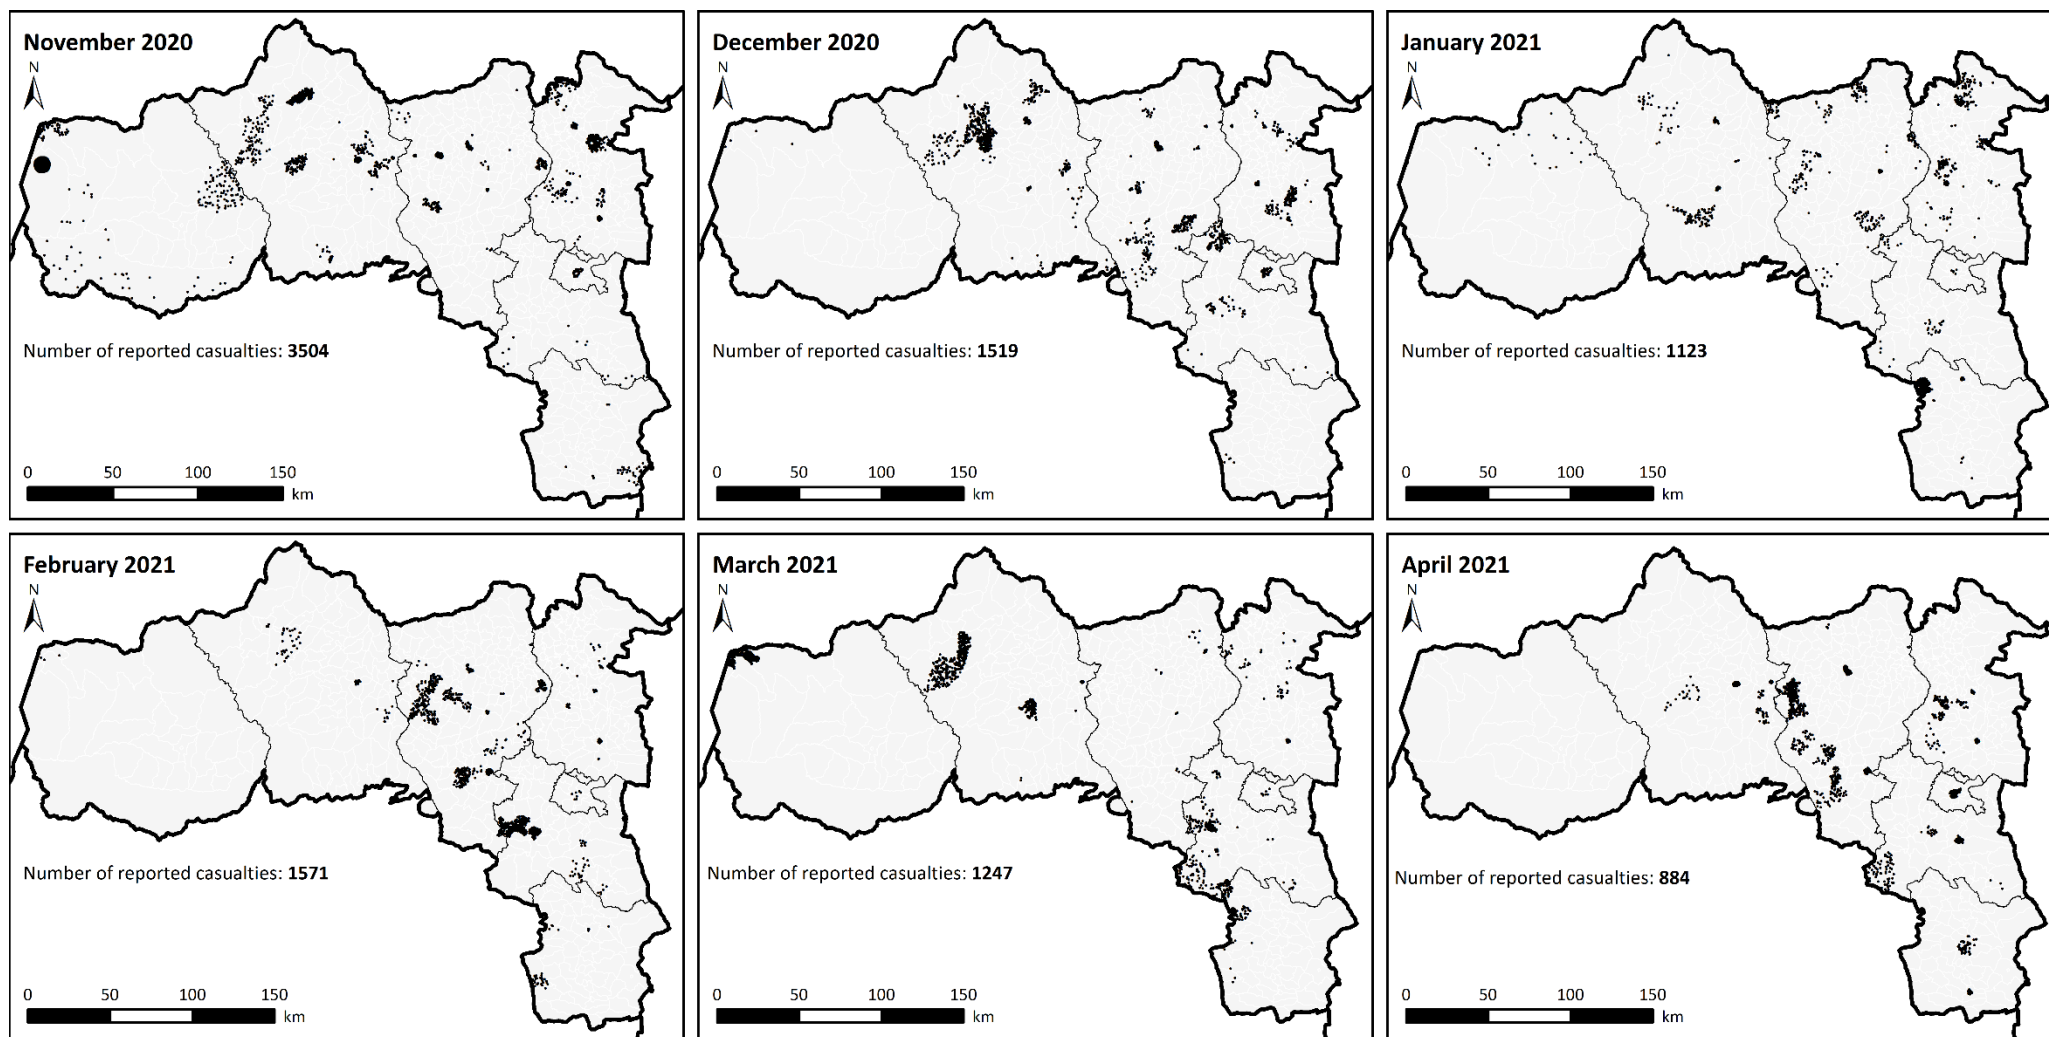 November 2020
N
Number of reported casualties: 3504
0 50 100 150
km
December 2020
N
Number of reported casualties: 1519
0 50 100 150
km
January 2021
N
Number of reported casualties: 1123
0 50 100 150
km
February 2021
N
Number of reported casualties: 1571
0 50 100 150
km
March 2021
N
Number of reported casualties: 1247
0 50 100 150
km
April 2021
N
Number of reported casualties: 884
0 50 100 150
km